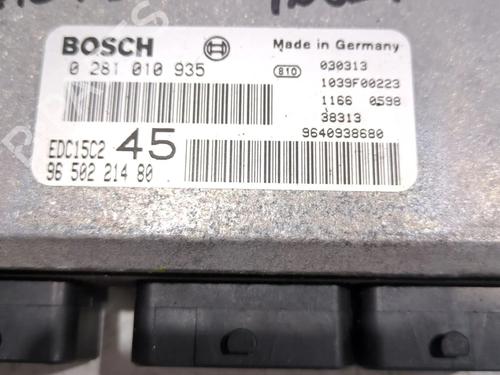 BOSCH
Made in Germany
0 281 010 935
810
030313
1039F00223
1166 0598
38313
9640938680
EDC15C2 45
96 502 214 80